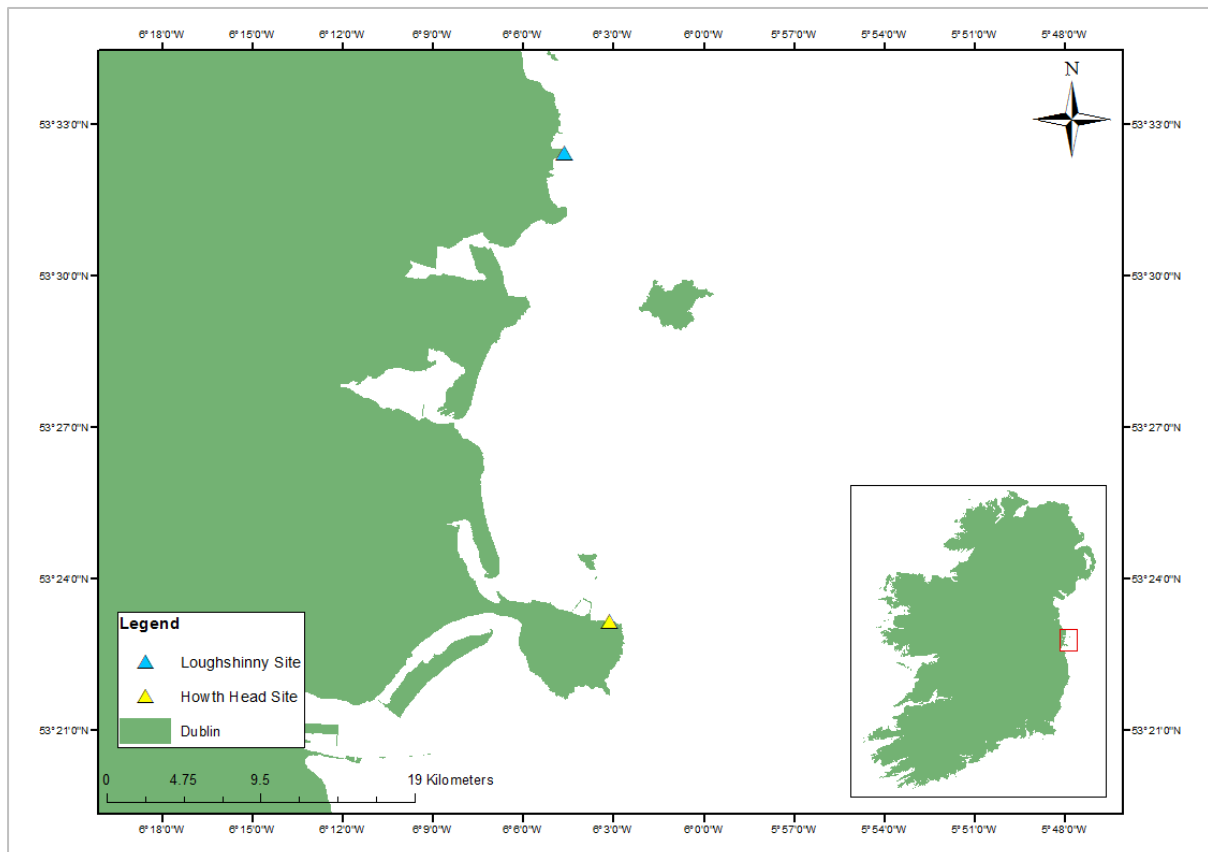 6°18'0"W 6°15'0"W 6°12'0"W 6°9'0"W 6°6'0"W 6°3'0"W 6°0'0"W 5°57'0"W 5°54'0"W 5°51'0"W 5°48'0"W
N
53°33'0"N 53°33'0"N
53°30'0"N 53°30'0"N
53°27'0"N 53°27'0"N
53°24'0"N 53°24'0"N
Legend
Loughshinny Site
Howth Head Site
Dublin
53°21'0"N 53°21'0"N
0 4.75 9.5 19 Kilometers
6°18'0"W 6°15'0"W 6°12'0"W 6°9'0"W 6°6'0"W 6°3'0"W 6°0'0"W 5°57'0"W 5°54'0"W 5°51'0"W 5°48'0"W